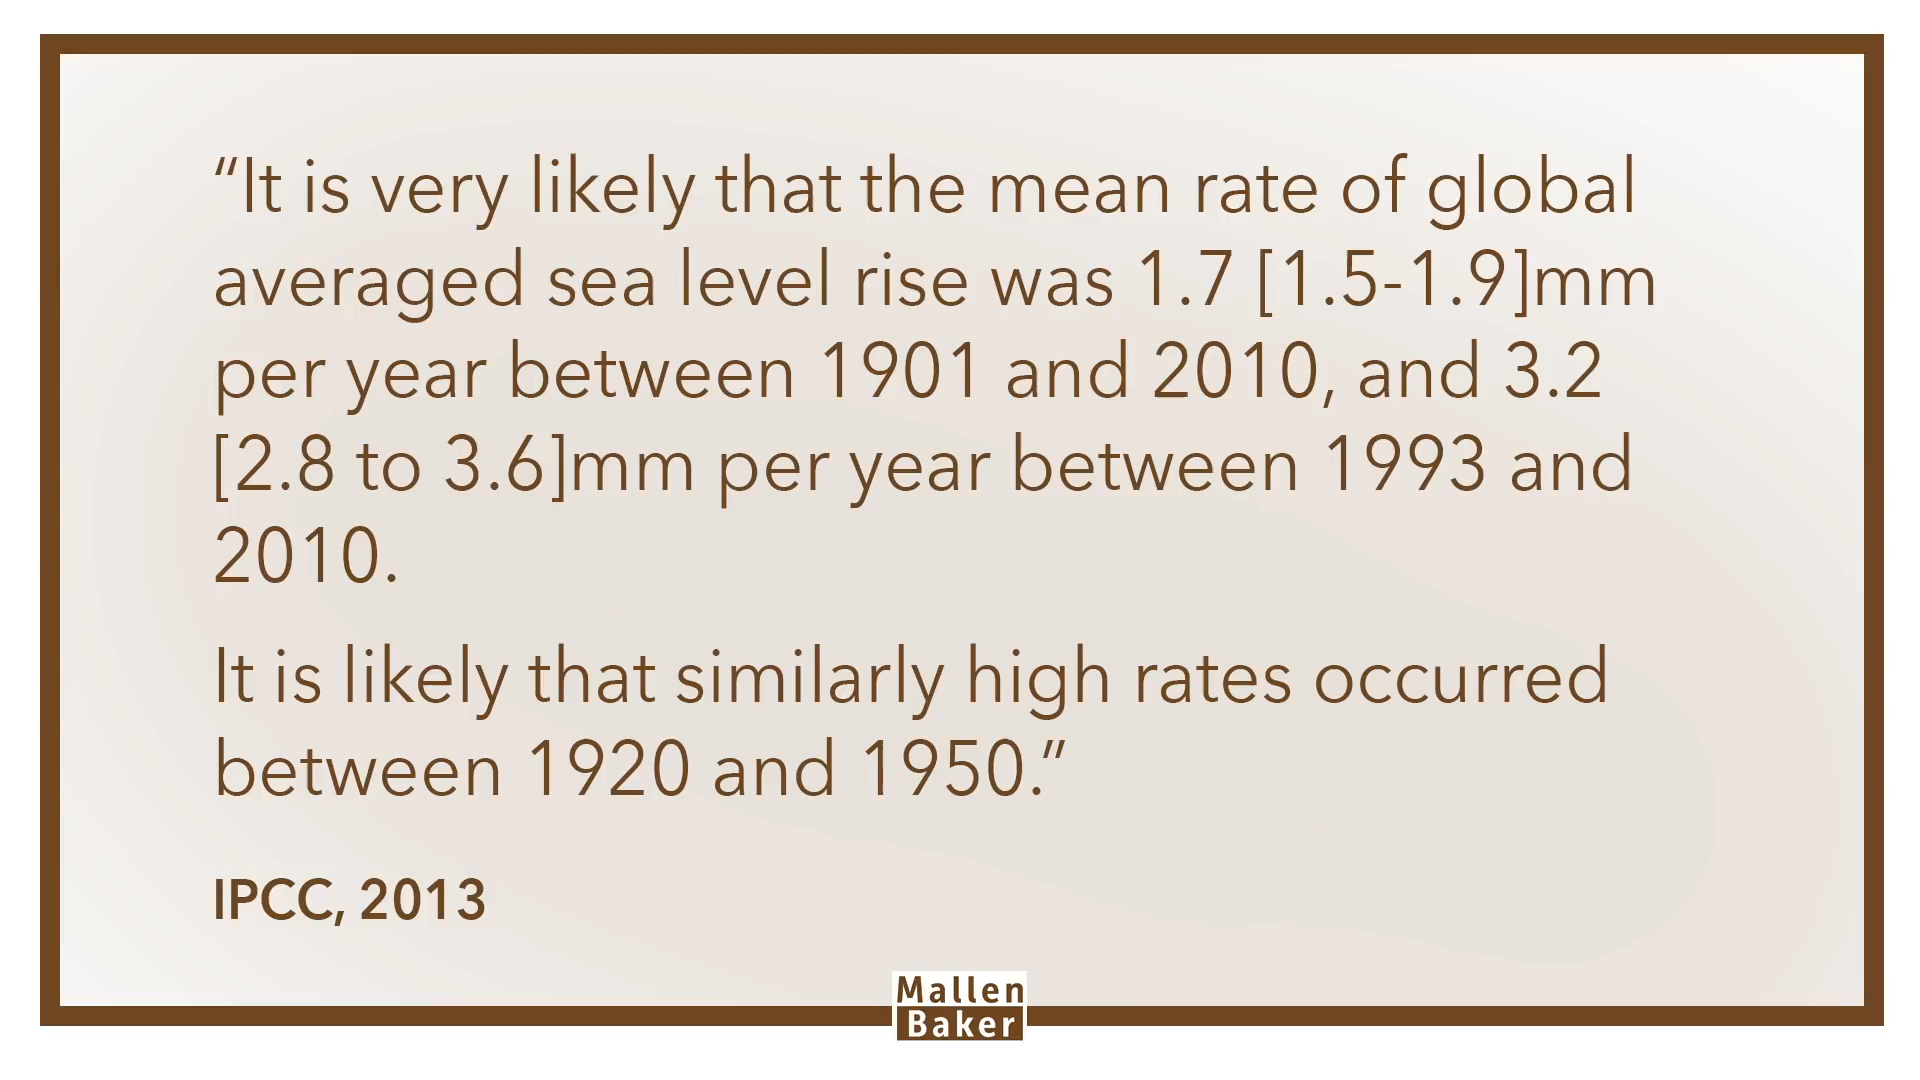 “It is very likely that the mean rate of global
averaged sea level rise was 1.7 [1.5-1.9]mm
per year between 1901 and 2010, and 3.2
[2.8 to 3.6]mm per year between 1993 and
2010.
It is likely that similarly high rates occurred
between 1920 and 1950.”
IPCC, 2013
Mallen
Baker